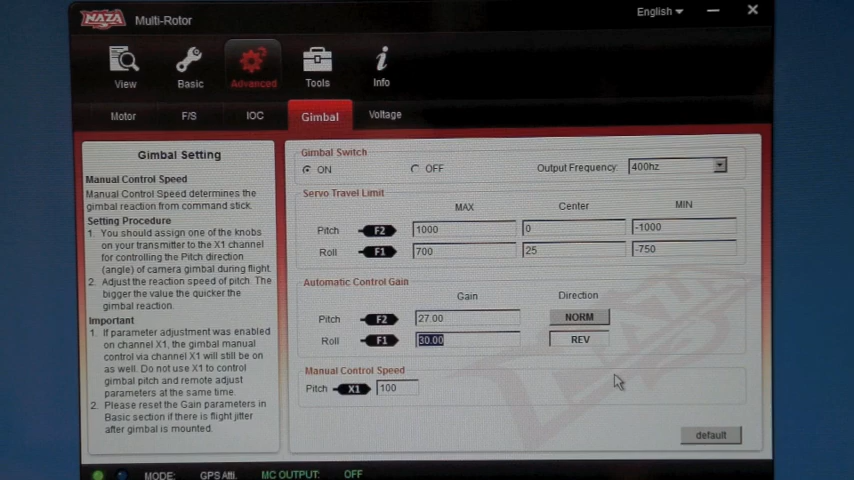 NAZA Multi-Rotor English
View Basic Advanced Tools Info
Motor F/S IOC Gimbal Voltage
Gimbal Setting
Manual Control Speed
Manual Control Speed determines the
gimbal reaction from command stick.
Setting Procedure
1. You should assign one of the knobs
on your transmitter to the X1 channel
for controlling the Pitch direction
(angle) of camera gimbal during flight.
2. Adjust the reaction speed of pitch. The
bigger the value the quicker the
gimbal reaction.
Important
1. If parameter adjustment was enabled
on channel X1, the gimbal manual
control via channel X1 will still be on
as well. Do not use X1 to control
gimbal pitch and remote adjust
parameters at the same time.
2. Please reset the Gain parameters in
Basic section if there is flight jitter
after gimbal is mounted.
Gimbal Switch
ON OFF Output Frequency: 400hz
Servo Travel Limit
MAX Center MIN
Pitch F2 1000 0 -1000
Roll F1 700 25 -750
Automatic Control Gain
Gain Direction
Pitch F2 27.00 NORM
Roll F1 30.00 REV
Manual Control Speed
Pitch X1 100
default
MODE: GPS Atti. MC OUTPUT: OFF